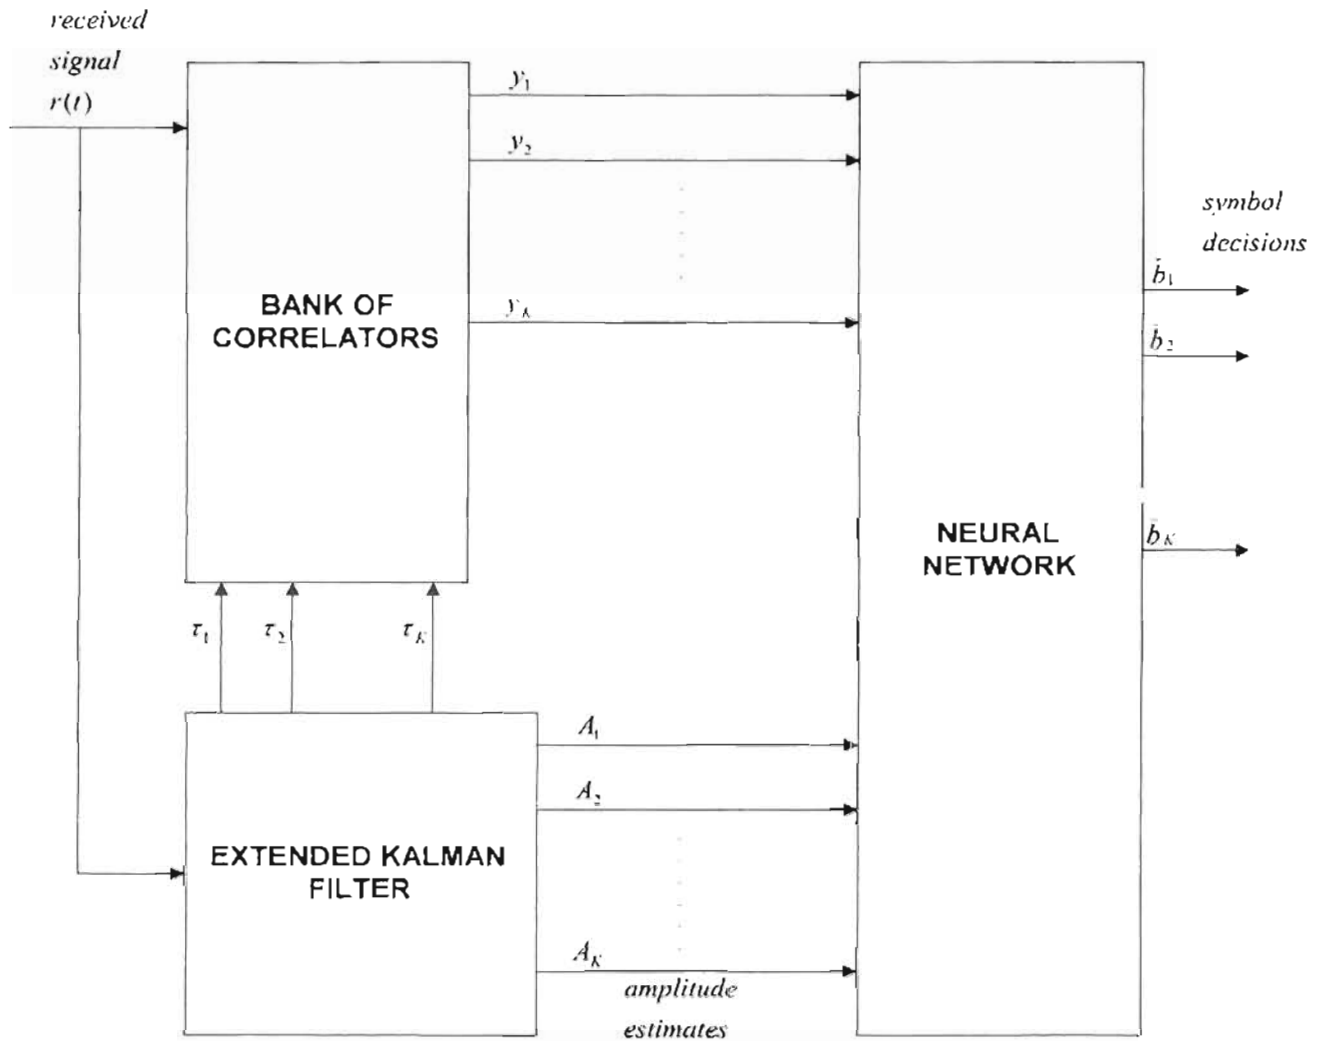 received
signal
r(t)
y₁
y₂
y_K
BANK OF
CORRELATORS
symbol
decisions
b̂₁
b̂₂
b̂_K
NEURAL
NETWORK
τ₁
τ₂
τ_K
A₁
A₂
EXTENDED KALMAN
FILTER
A_K
amplitude
estimates